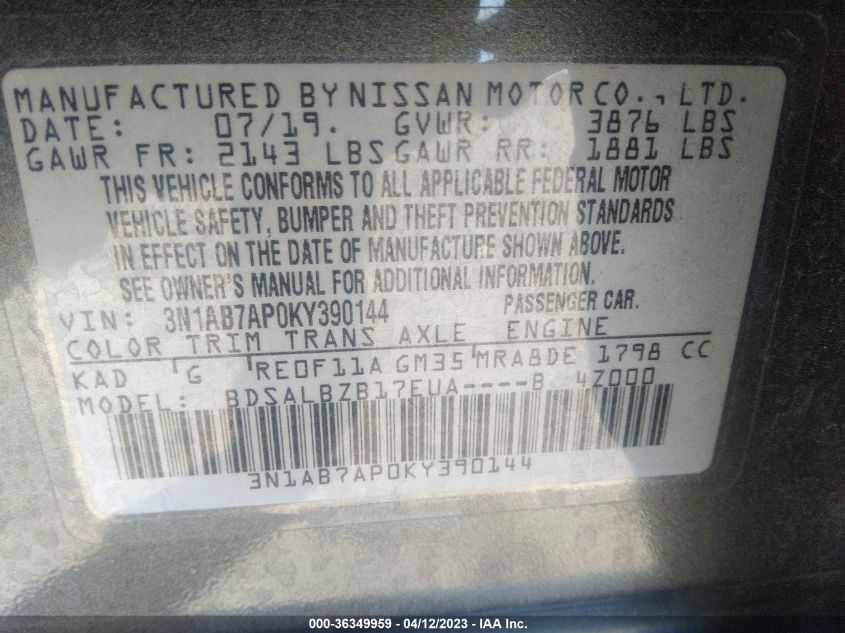 MANUFACTURED BY NISSAN MOTOR CO., LTD.
DATE: 07/19. GVWR: 3876 LBS
GAWR FR: 2143 LBS GAWR RR: 1881 LBS
THIS VEHICLE CONFORMS TO ALL APPLICABLE FEDERAL MOTOR
VEHICLE SAFETY, BUMPER AND THEFT PREVENTION STANDARDS
IN EFFECT ON THE DATE OF MANUFACTURE SHOWN ABOVE.
SEE OWNER'S MANUAL FOR ADDITIONAL INFORMATION.
VIN: 3N1AB7AP0KY390144 PASSENGER CAR.
COLOR TRIM TRANS AXLE ENGINE
KAD G RE0F11A GM35 MRA8DE 1798 CC
MODEL: BDSALBZB17EUA----B 4Z000
3N1AB7AP0KY390144
000-36349959 - 04/12/2023 - IAA Inc.